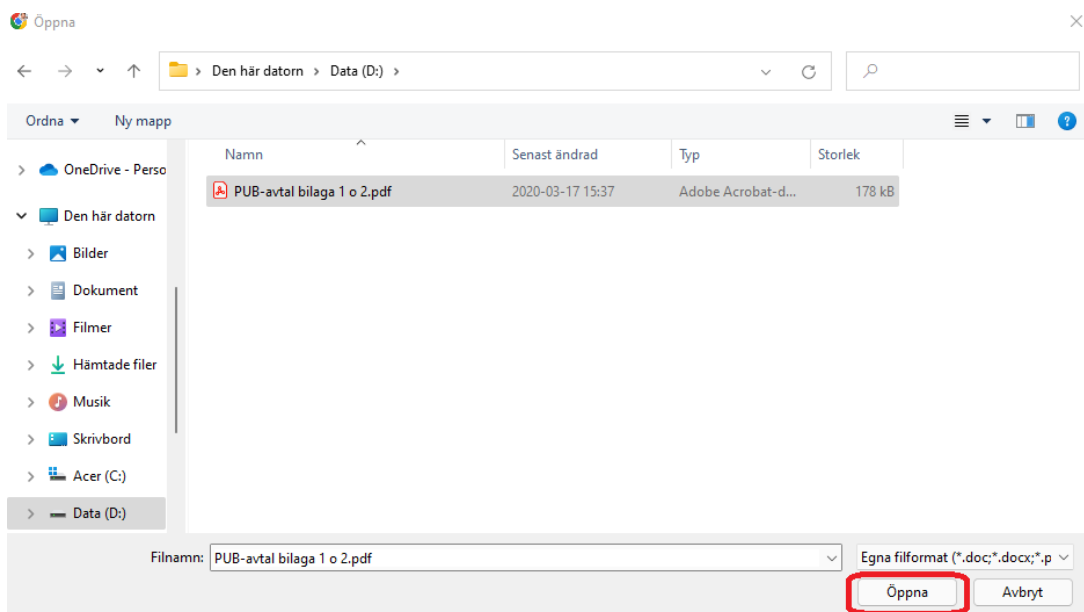 Öppna
Den här datorn > Data (D:) >
Ordna Ny mapp
Namn Senast ändrad Typ Storlek
OneDrive - Perso
PUB-avtal bilaga 1 o 2.pdf 2020-03-17 15:37 Adobe Acrobat-d... 178 kB
Den här datorn
Bilder
Dokument
Filmer
Hämtade filer
Musik
Skrivbord
Acer (C:)
Data (D:)
Filnamn: PUB-avtal bilaga 1 o 2.pdf Egna filformat (*.doc;*.docx;*.p
Öppna Avbryt